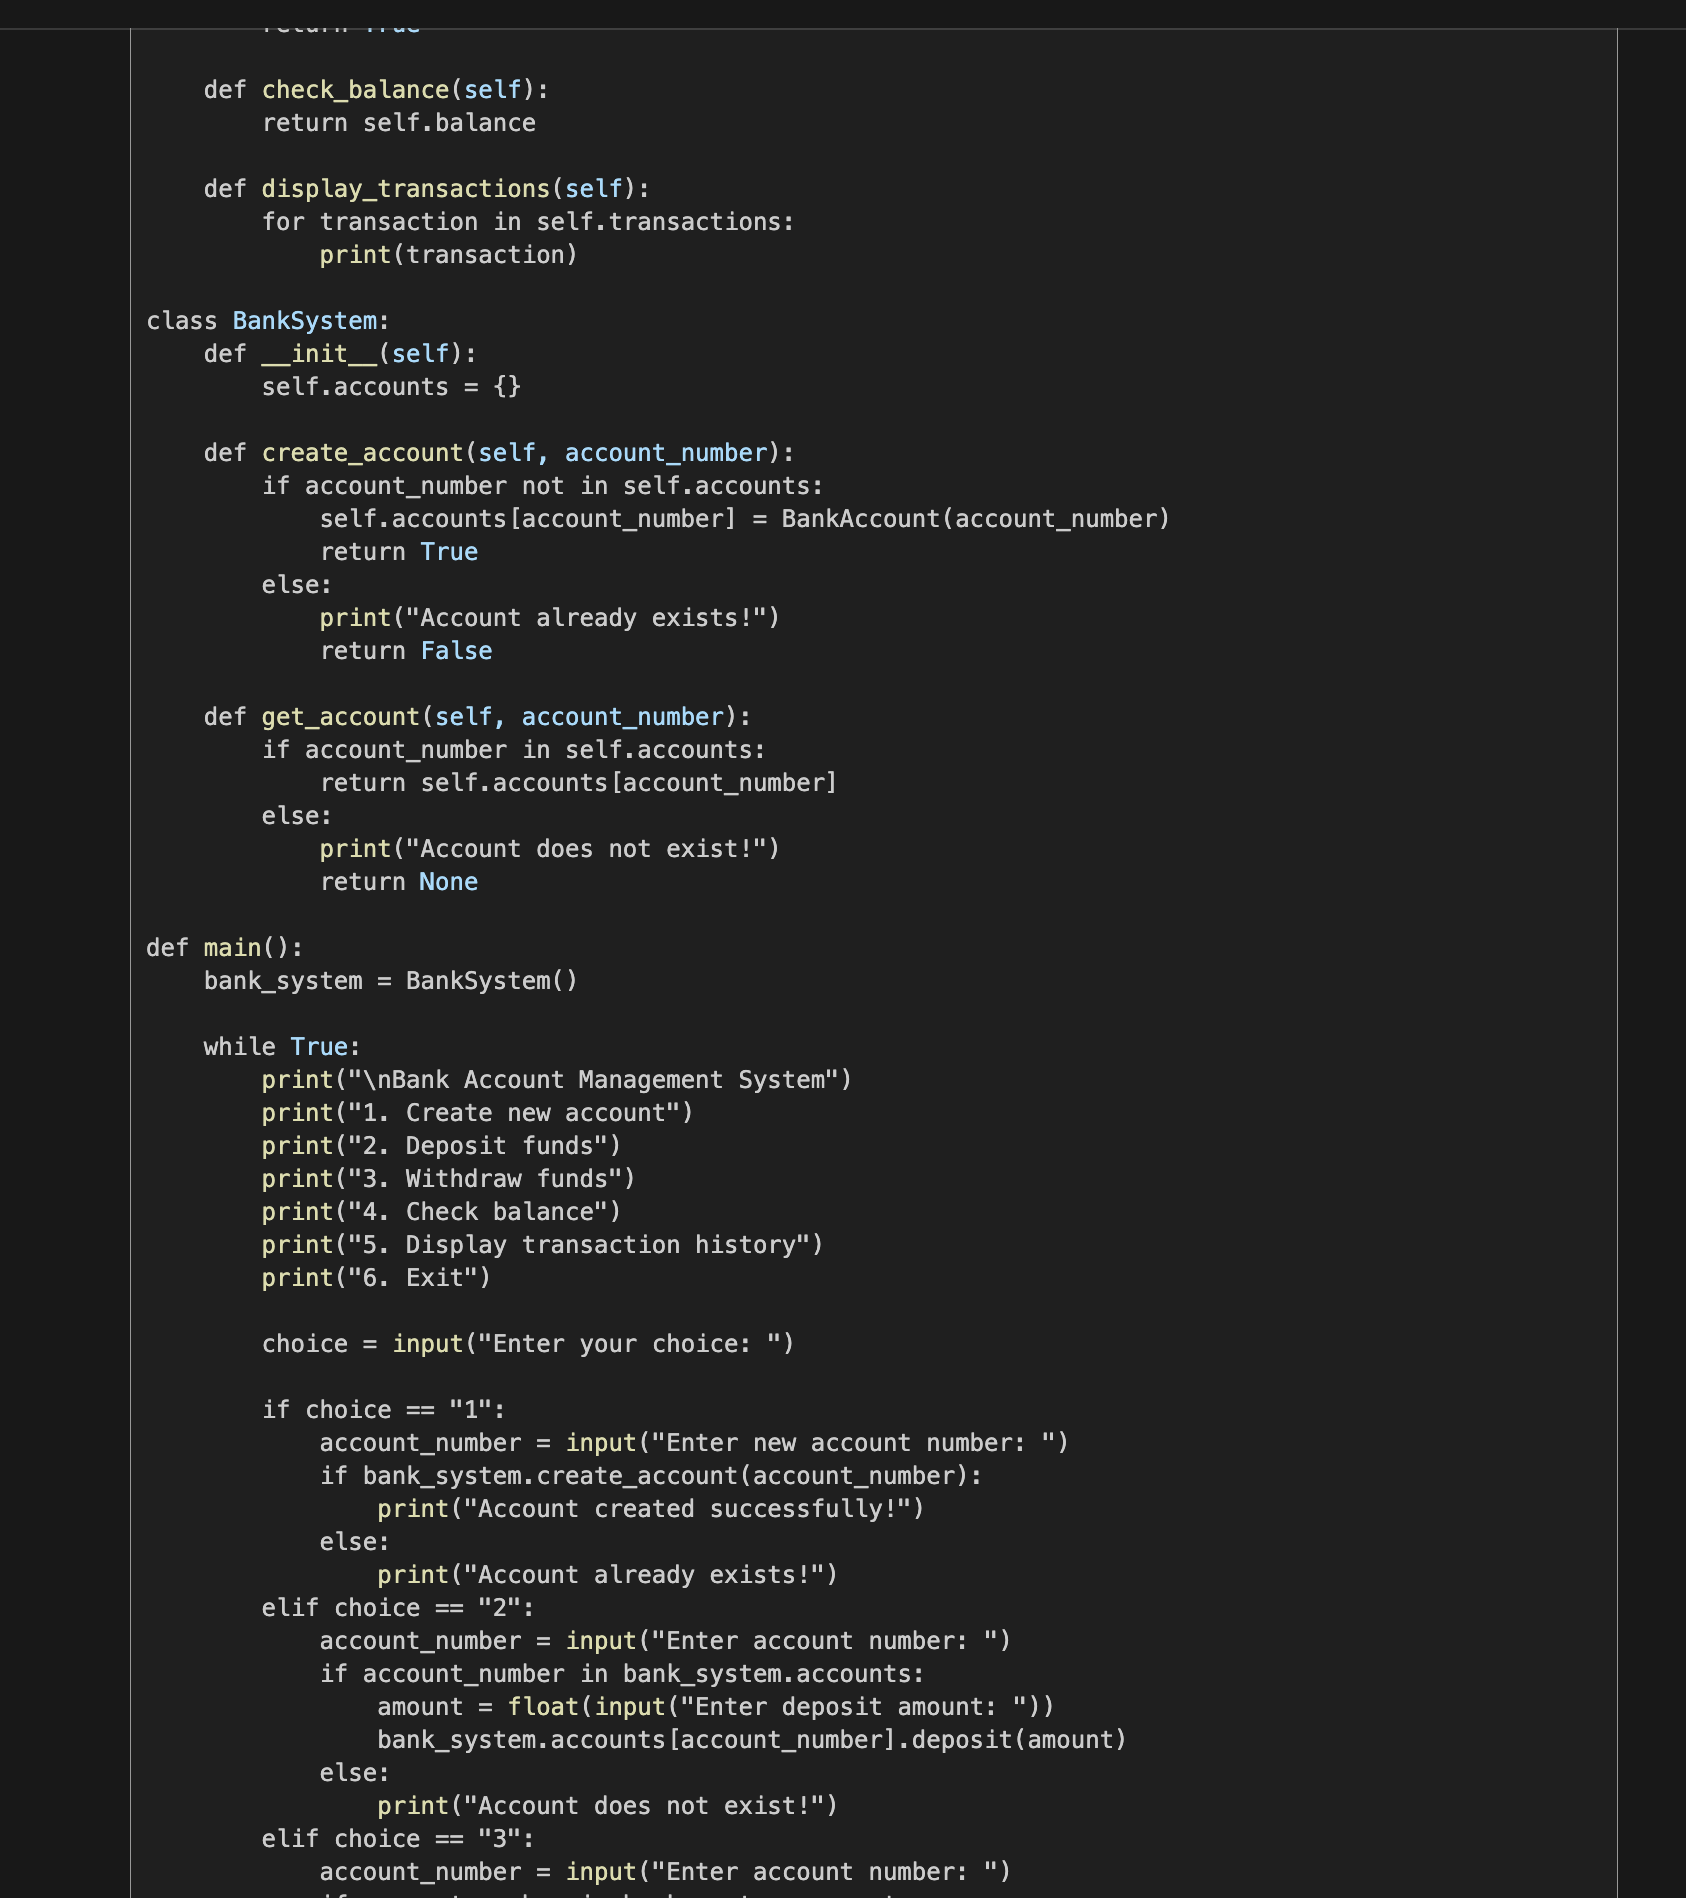 def check_balance(self):
        return self.balance

    def display_transactions(self):
        for transaction in self.transactions:
            print(transaction)

class BankSystem:
    def __init__(self):
        self.accounts = {}

    def create_account(self, account_number):
        if account_number not in self.accounts:
            self.accounts[account_number] = BankAccount(account_number)
            return True
        else:
            print("Account already exists!")
            return False

    def get_account(self, account_number):
        if account_number in self.accounts:
            return self.accounts[account_number]
        else:
            print("Account does not exist!")
            return None

def main():
    bank_system = BankSystem()

    while True:
        print("\nBank Account Management System")
        print("1. Create new account")
        print("2. Deposit funds")
        print("3. Withdraw funds")
        print("4. Check balance")
        print("5. Display transaction history")
        print("6. Exit")

        choice = input("Enter your choice: ")

        if choice == "1":
            account_number = input("Enter new account number: ")
            if bank_system.create_account(account_number):
                print("Account created successfully!")
            else:
                print("Account already exists!")
        elif choice == "2":
            account_number = input("Enter account number: ")
            if account_number in bank_system.accounts:
                amount = float(input("Enter deposit amount: "))
                bank_system.accounts[account_number].deposit(amount)
            else:
                print("Account does not exist!")
        elif choice == "3":
            account_number = input("Enter account number: ")